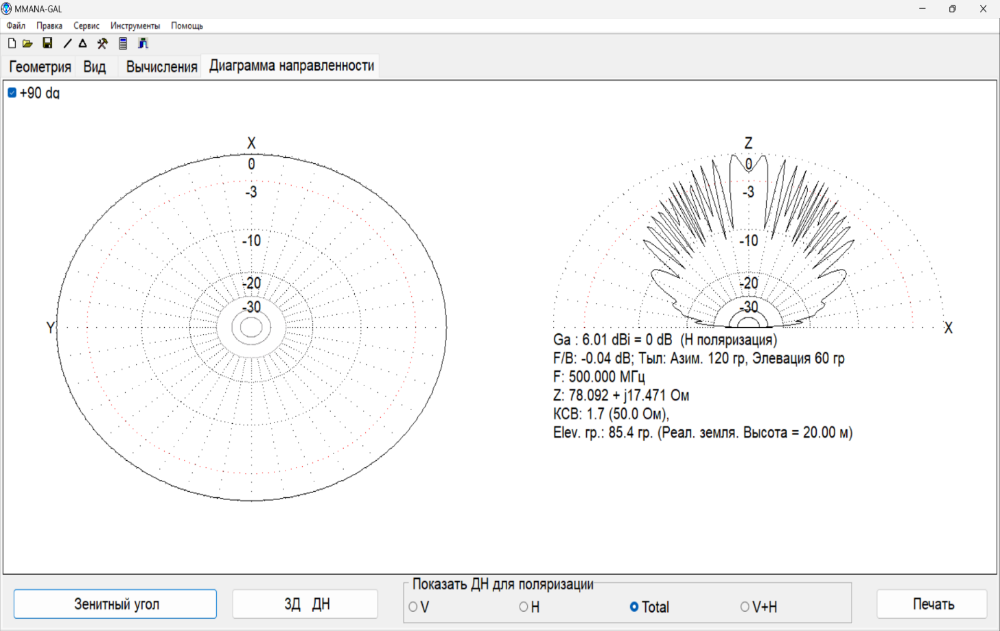 MMANA-GAL
Файл Правка Сервис Инструменты Помощь
Геометрия Вид Вычисления Диаграмма направленности
+90 dq
X
0
-3
-10
-20
-30
Y
Z
0
-3
-10
-20
-30
X
Ga : 6.01 dBi = 0 dB (H поляризация)
F/B: -0.04 dB; Тыл: Азим. 120 гр, Элевация 60 гр
F: 500.000 МГц
Z: 78.092 + j17.471 Ом
КСВ: 1.7 (50.0 Ом),
Elev. гр.: 85.4 гр. (Реал. земля. Высота = 20.00 м)
Зенитный угол
3Д ДН
Показать ДН для поляризации
V H Total V+H
Печать